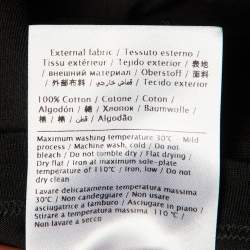 External fabric / Tessuto esterno /
Tissu extérieur / Tejido exterior / 表地
/ внешний материал / Oberstoff / 面料
/ 外部布料 / قماش خارجي / Tecido exterior
100% Cotton / Cotone / Coton /
Algodón / 綿 / Хлопок / Baumwolle /
棉 / 棉 / قطن / Algodão
Maximum washing temperature 30°C - Mild
process / Machine wash, cold / Do not
bleach / Do not tumble dry / Flat drying /
Dry flat / Iron at maximum sole-plate
temperature of 110°C / Iron, low / Do not
dry clean
Lavare delicatamente temperatura massima
30°C / Non candeggiare / Non usare
asciugatrice a tamburo / Asciugare in piano /
Stirare a temperatura massima 110°C /
Non lavare a secco